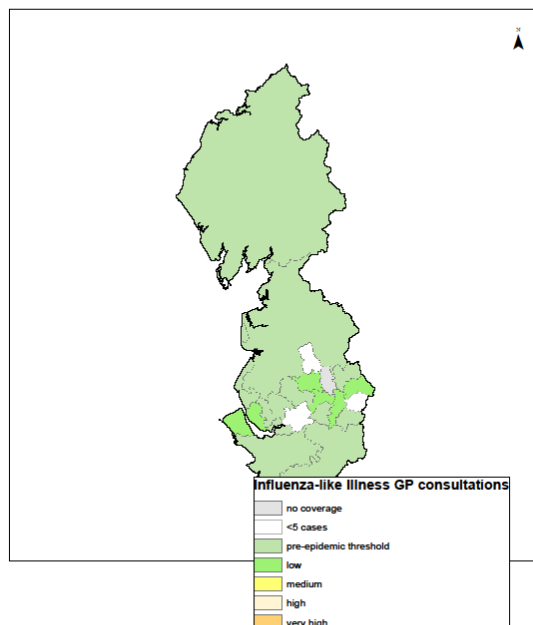 N
Influenza-like Illness GP consultations
no coverage
<5 cases
pre-epidemic threshold
low
medium
high
very high